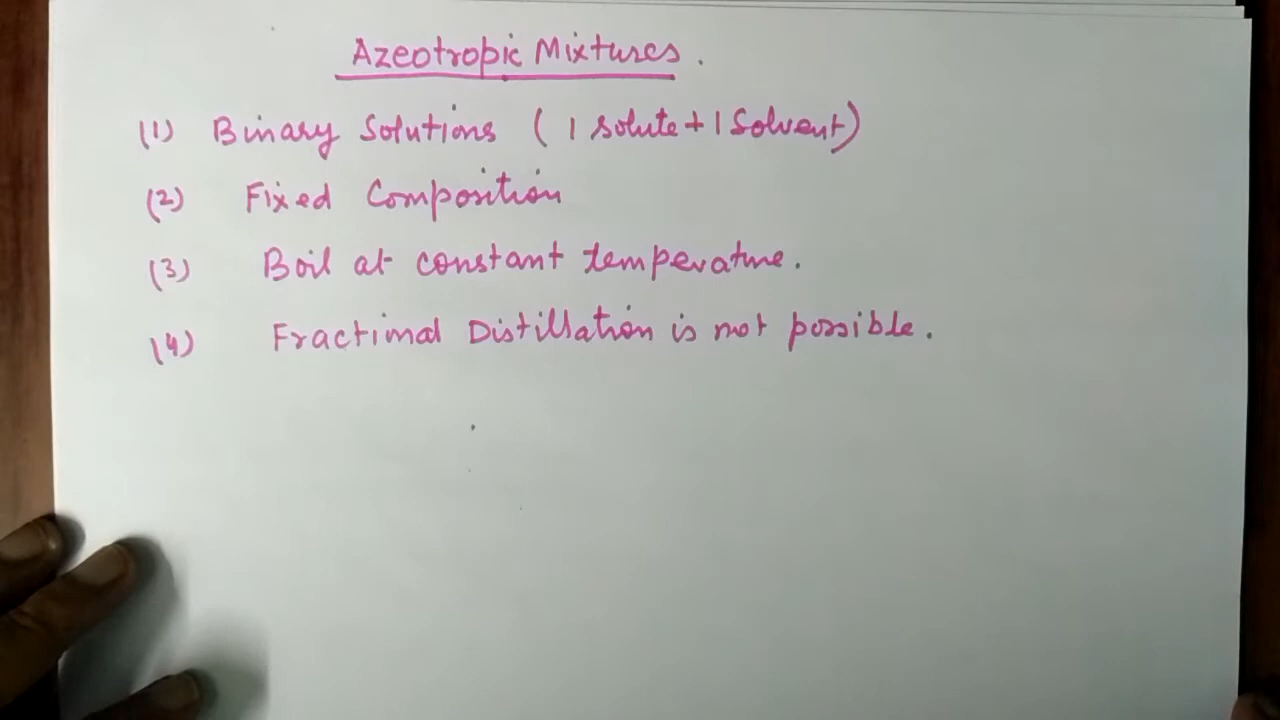 Azeotropic Mixtures.
(1) Binary Solutions (1 solute + 1 Solvent)
(2) Fixed Composition
(3) Boil at constant temperature.
(4) Fractional Distillation is not possible.